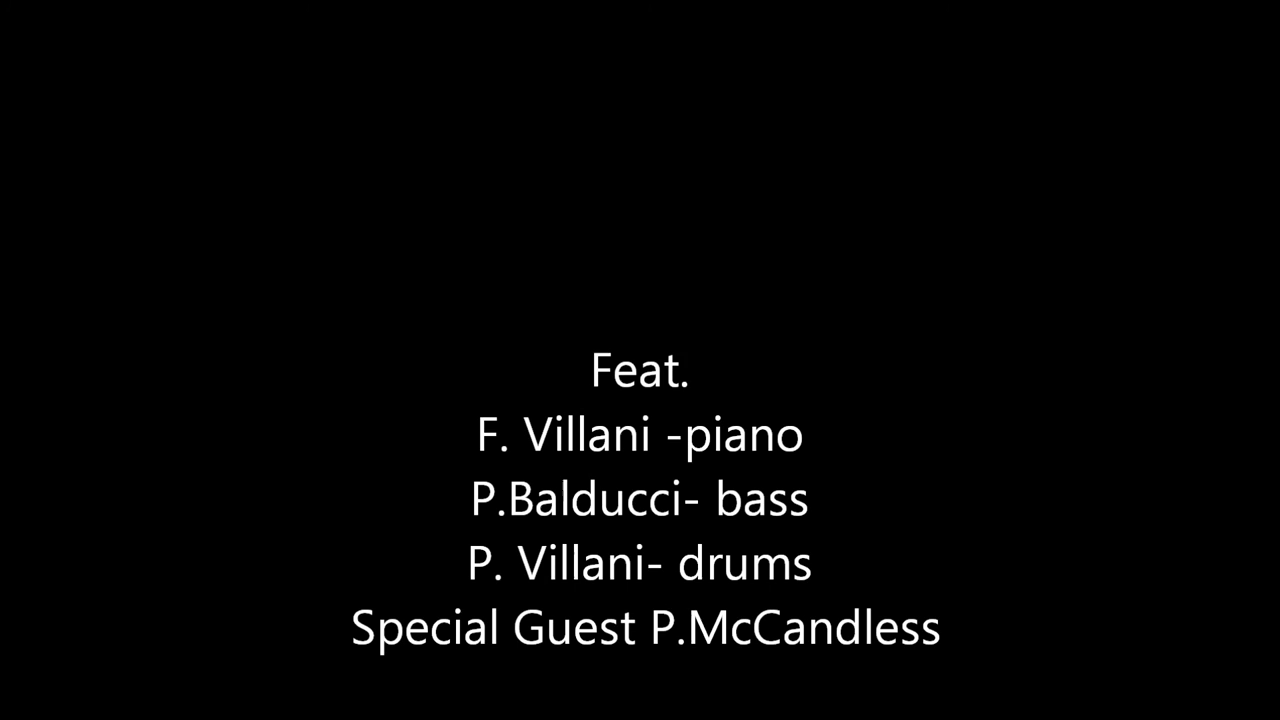 Feat.
F. Villani -piano
P.Balducci- bass
P. Villani- drums
Special Guest P.McCandless